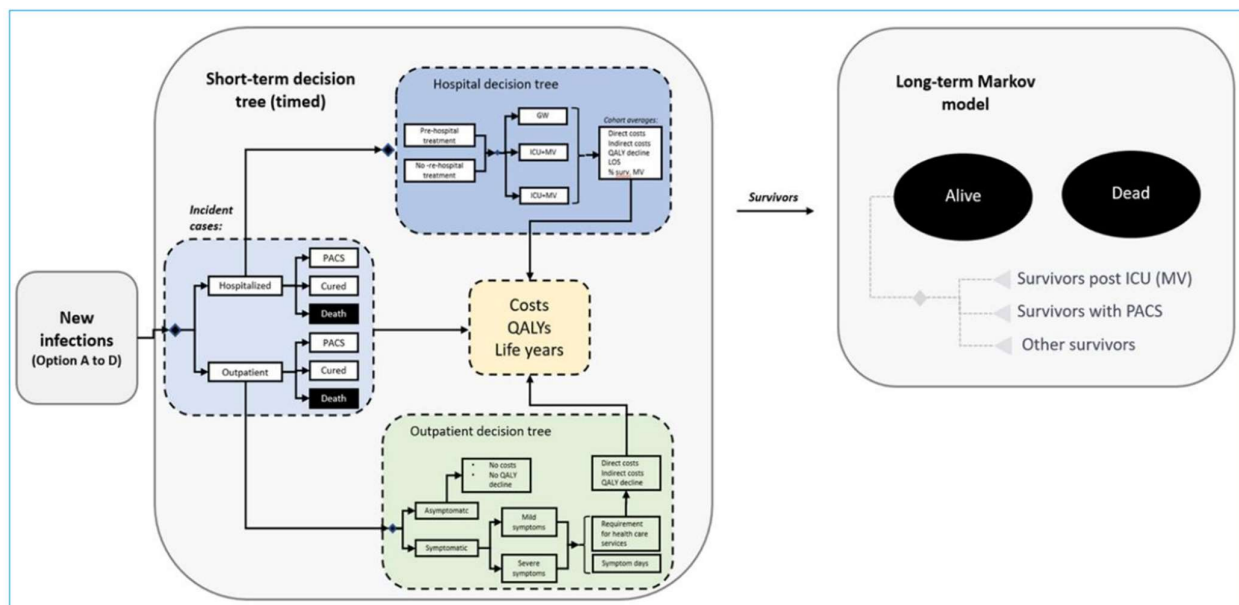 New
infections
(Option A to D)
Short-term decision
tree (timed)
Incident
cases:
Hospitalized
PACS
Cured
Death
Outpatient
PACS
Cured
Death
Hospital decision tree
Pre-hospital
treatment
No -re-hospital
treatment
GW
ICU=MV
ICU=MV
Cohort averages:
Direct costs
Indirect costs
QALY decline
LOS
% surv. MV
Costs
QALYs
Life years
Outpatient decision tree
• No costs
• No QALY
decline
Asymptomatc
Symptomatic
Mild
symptoms
Severe
symptoms
Direct costs
Indirect costs
QALY decline
Requirement
for health care
services
Symptom days
Survivors
Long-term Markov
model
Alive
Dead
Survivors post ICU (MV)
Survivors with PACS
Other survivors